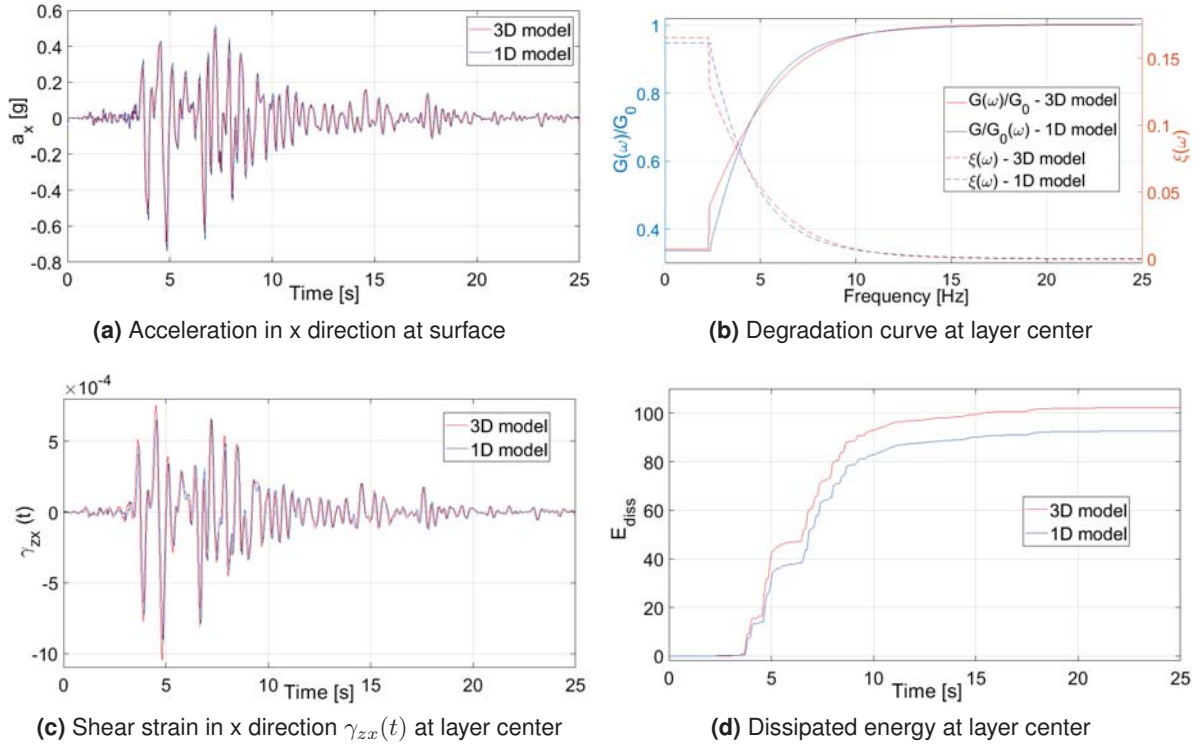 0.6
0.4
0.2
0
-0.2
-0.4
-0.6
-0.8
a_x [g]
3D model
1D model
0 5 10 15 20 25
Time [s]
(a) Acceleration in x direction at surface
1
0.8
0.6
0.4
G(ω)/G_0
G(ω)/G_0 - 3D model
G/G_0(ω) - 1D model
ξ(ω) - 3D model
ξ(ω) - 1D model
0.15
0.1
0.05
0
ξ(ω)
0 5 10 15 20 25
Frequency [Hz]
(b) Degradation curve at layer center
×10^-4
5
0
-5
-10
γ_zx (t)
3D model
1D model
0 5 10 15 20 25
Time [s]
(c) Shear strain in x direction γ_zx(t) at layer center
100
80
60
40
20
0
E_diss
3D model
1D model
0 5 10 15 20 25
Time [s]
(d) Dissipated energy at layer center